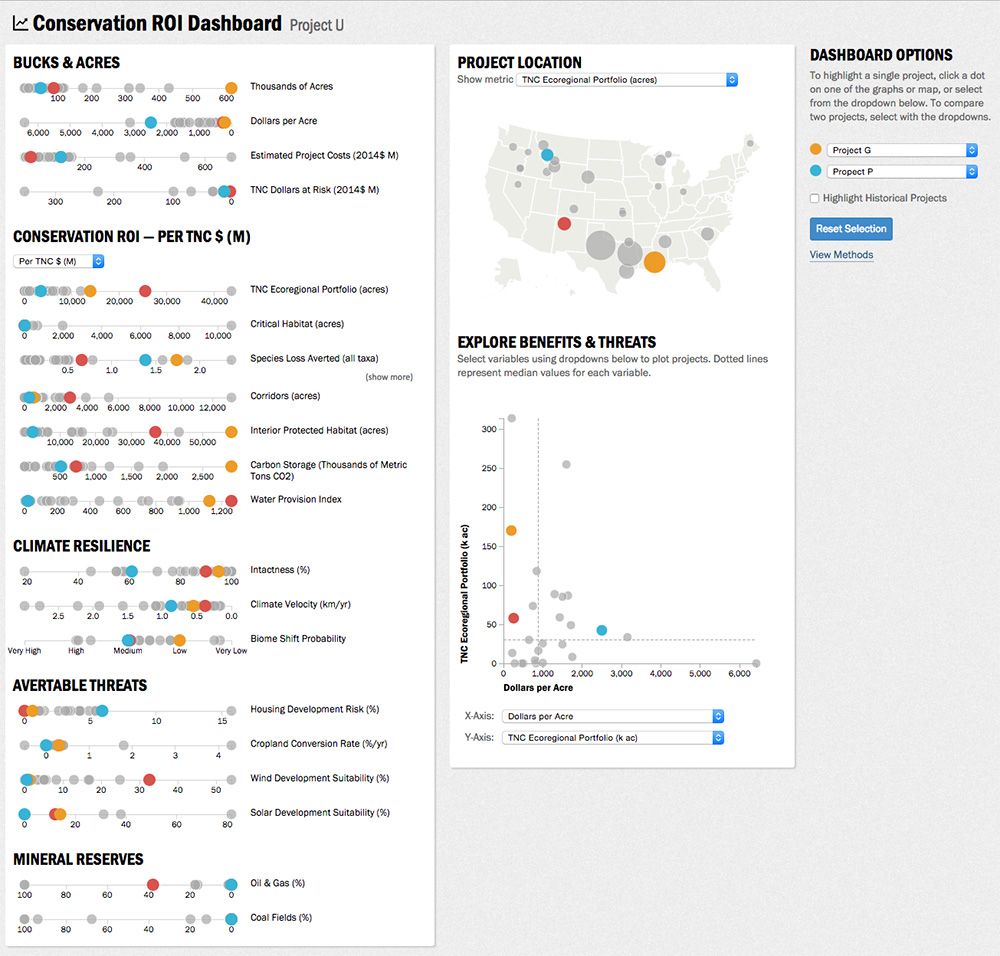 Conservation ROI Dashboard Project U
BUCKS & ACRES
Thousands of Acres
100 200 300 400 500 600
Dollars per Acre
6,000 5,000 4,000 3,000 2,000 1,000 0
Estimated Project Costs (2014$ M)
200 400 600
TNC Dollars at Risk (2014$ M)
300 200 100 0
CONSERVATION ROI — PER TNC $ (M)
Per TNC $ (M)
TNC Ecoregional Portfolio (acres)
0 10,000 20,000 30,000 40,000
Critical Habitat (acres)
0 2,000 4,000 6,000 8,000 10,000
Species Loss Averted (all taxa)
0.5 1.0 1.5 2.0
(show more)
Corridors (acres)
0 2,000 4,000 6,000 8,000 10,000 12,000
Interior Protected Habitat (acres)
10,000 20,000 30,000 40,000 50,000
Carbon Storage (Thousands of Metric
Tons CO2)
500 1,000 1,500 2,000 2,500
Water Provision Index
0 200 400 600 800 1,000 1,200
CLIMATE RESILIENCE
Intactness (%)
20 40 60 80 100
Climate Velocity (km/yr)
2.5 2.0 1.5 1.0 0.5 0.0
Biome Shift Probability
Very High High Medium Low Very Low
AVERTABLE THREATS
Housing Development Risk (%)
0 5 10 15
Cropland Conversion Rate (%/yr)
0 1 2 3 4
Wind Development Suitability (%)
0 10 20 30 40 50
Solar Development Suitability (%)
0 20 40 60 80
MINERAL RESERVES
Oil & Gas (%)
100 80 60 40 20 0
Coal Fields (%)
100 80 60 40 20 0
PROJECT LOCATION
Show metric TNC Ecoregional Portfolio (acres)
EXPLORE BENEFITS & THREATS
Select variables using dropdowns below to plot projects. Dotted lines
represent median values for each variable.
TNC Ecoregional Portfolio (k ac)
300
250
200
150
100
50
0
0 1,000 2,000 3,000 4,000 5,000 6,000
Dollars per Acre
X-Axis: Dollars per Acre
Y-Axis: TNC Ecoregional Portfolio (k ac)
DASHBOARD OPTIONS
To highlight a single project, click a dot
on one of the graphs or map, or select
from the dropdown below. To compare
two projects, select with the dropdowns.
Project G
Propect P
Highlight Historical Projects
Reset Selection
View Methods